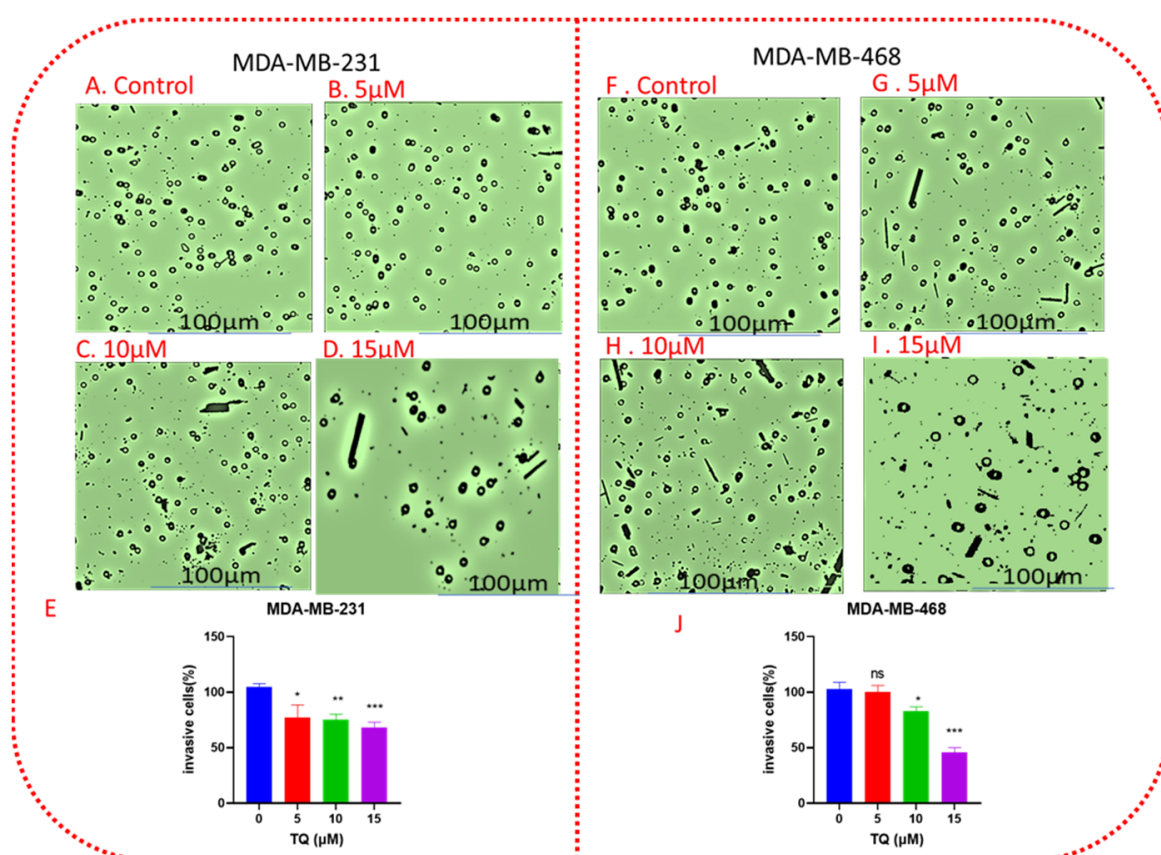 MDA-MB-231
A. Control
B. 5µM
100µm
100µm
C. 10µM
D. 15µM
100µm
100µm
E
MDA-MB-231
150
100
50
0
invasive cells(%)
*
**
***
0 5 10 15
TQ (µM)
MDA-MB-468
F . Control
G . 5µM
100µm
100µm
H . 10µM
I . 15µM
100µm
100µm
J
MDA-MB-468
150
100
50
0
invasive cells(%)
ns
*
***
0 5 10 15
TQ (µM)